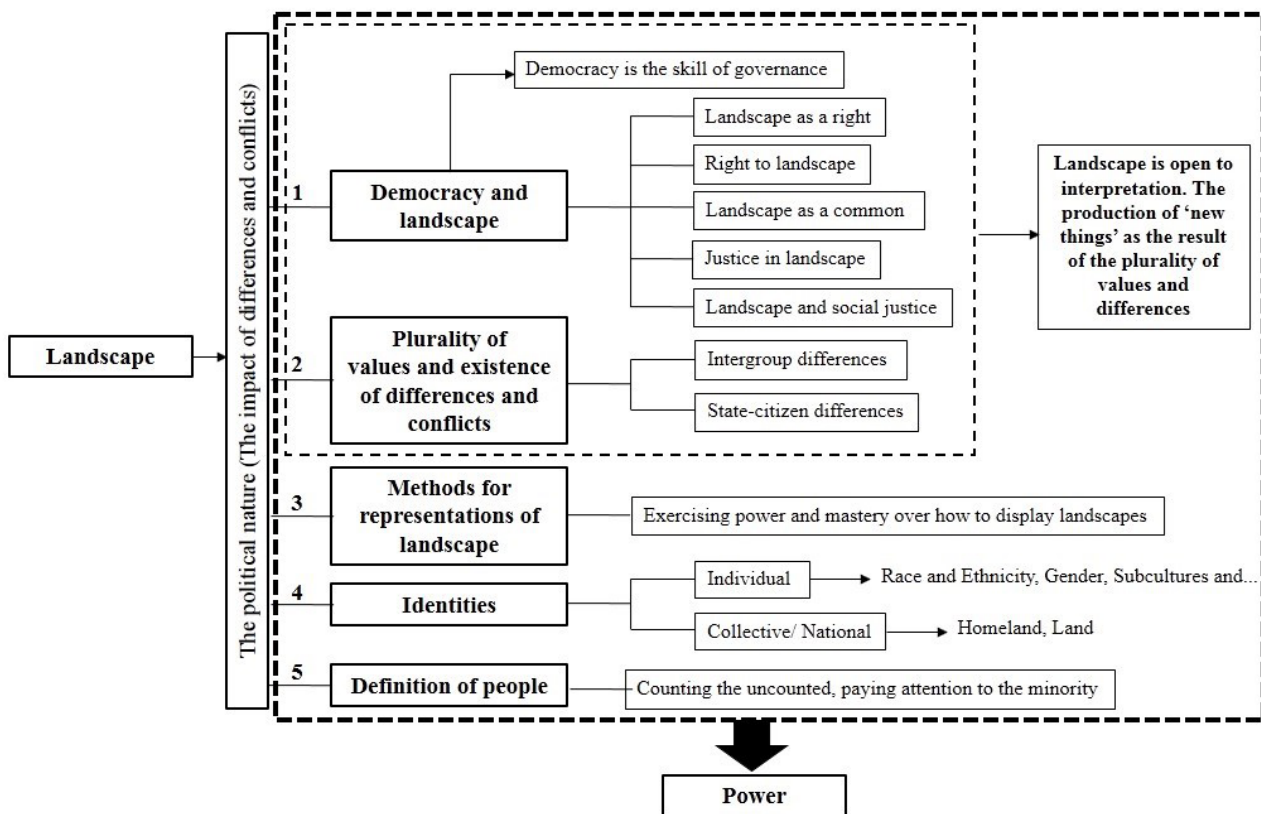 Landscape
The political nature (The impact of differences and conflicts)
1
Democracy and
landscape
Democracy is the skill of governance
Landscape as a right
Right to landscape
Landscape as a common
Justice in landscape
Landscape and social justice
2
Plurality of
values and existence
of differences and
conflicts
Intergroup differences
State-citizen differences
Landscape is open to
interpretation. The
production of ‘new
things’ as the result
of the plurality of
values and
differences
3
Methods for
representations of
landscape
Exercising power and mastery over how to display landscapes
4
Identities
Individual
Race and Ethnicity, Gender, Subcultures and...
Collective/ National
Homeland, Land
5
Definition of people
Counting the uncounted, paying attention to the minority
Power